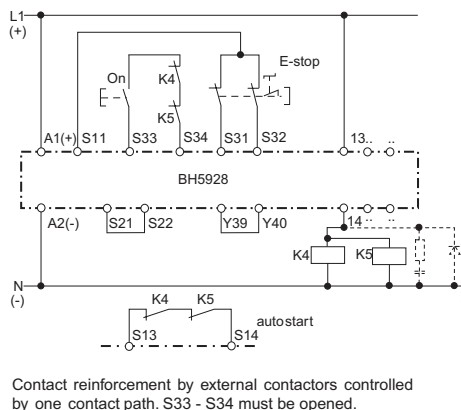 L1
(+)
E-stop
On
K4
K5
A1(+) S11 S33 S34 S31 S32 13.. ..
BH5928
A2(-) S21 S22 Y39 Y40 14.. ..
K4 K5
N
(-)
K4 K5
autostart
S13 S14
Contact reinforcement by external contactors controlled
by one contact path. S33 - S34 must be opened.